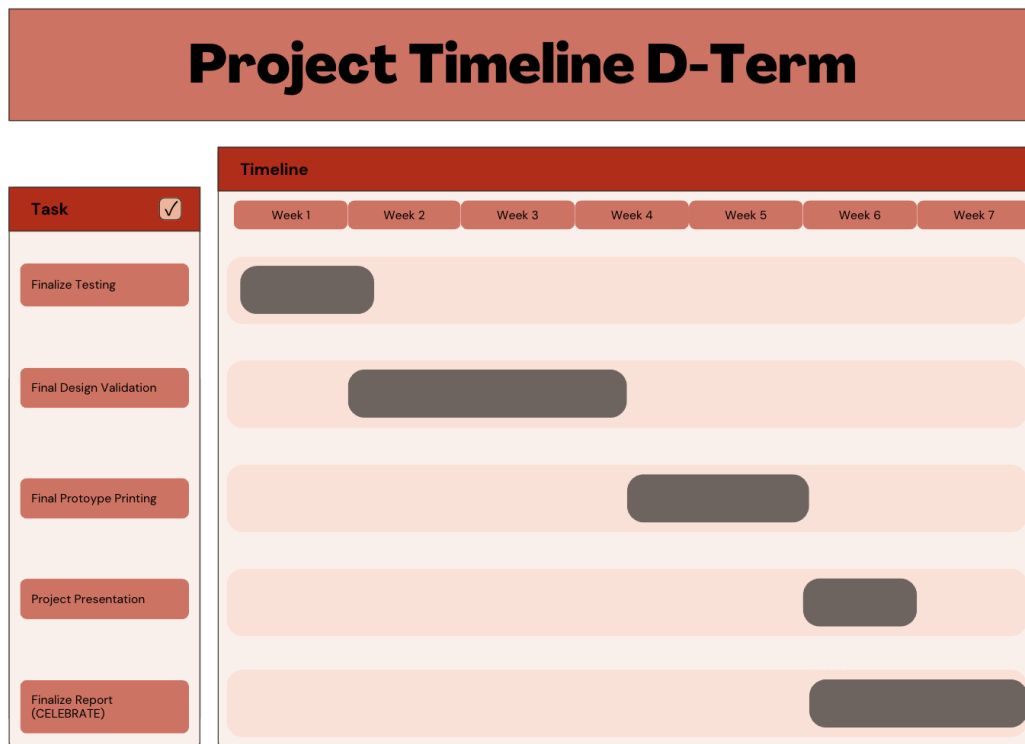 Project Timeline D-Term
Timeline
Task
Week 1
Week 2
Week 3
Week 4
Week 5
Week 6
Week 7
Finalize Testing
Final Design Validation
Final Protoype Printing
Project Presentation
Finalize Report
(CELEBRATE)